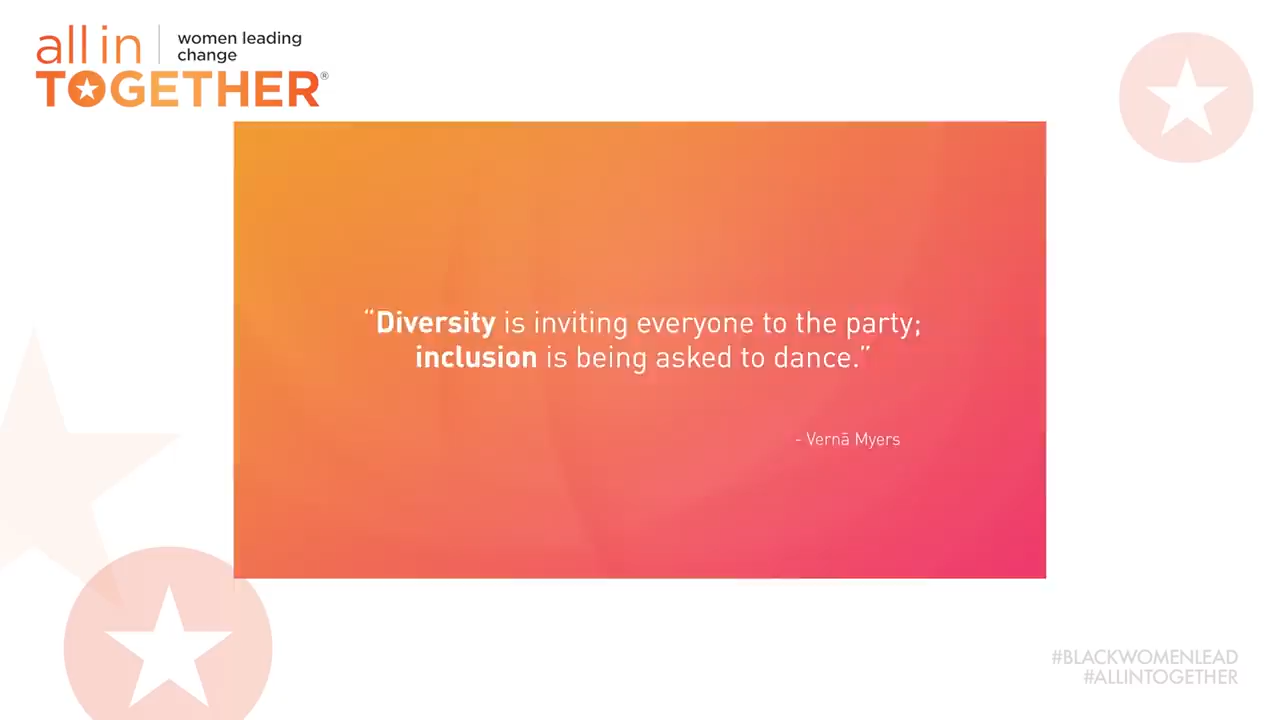 all in
women leading
change
TOGETHER®
“Diversity is inviting everyone to the party;
inclusion is being asked to dance.”
- Vernā Myers
#BLACKWOMENLEAD
#ALLINTOGETHER